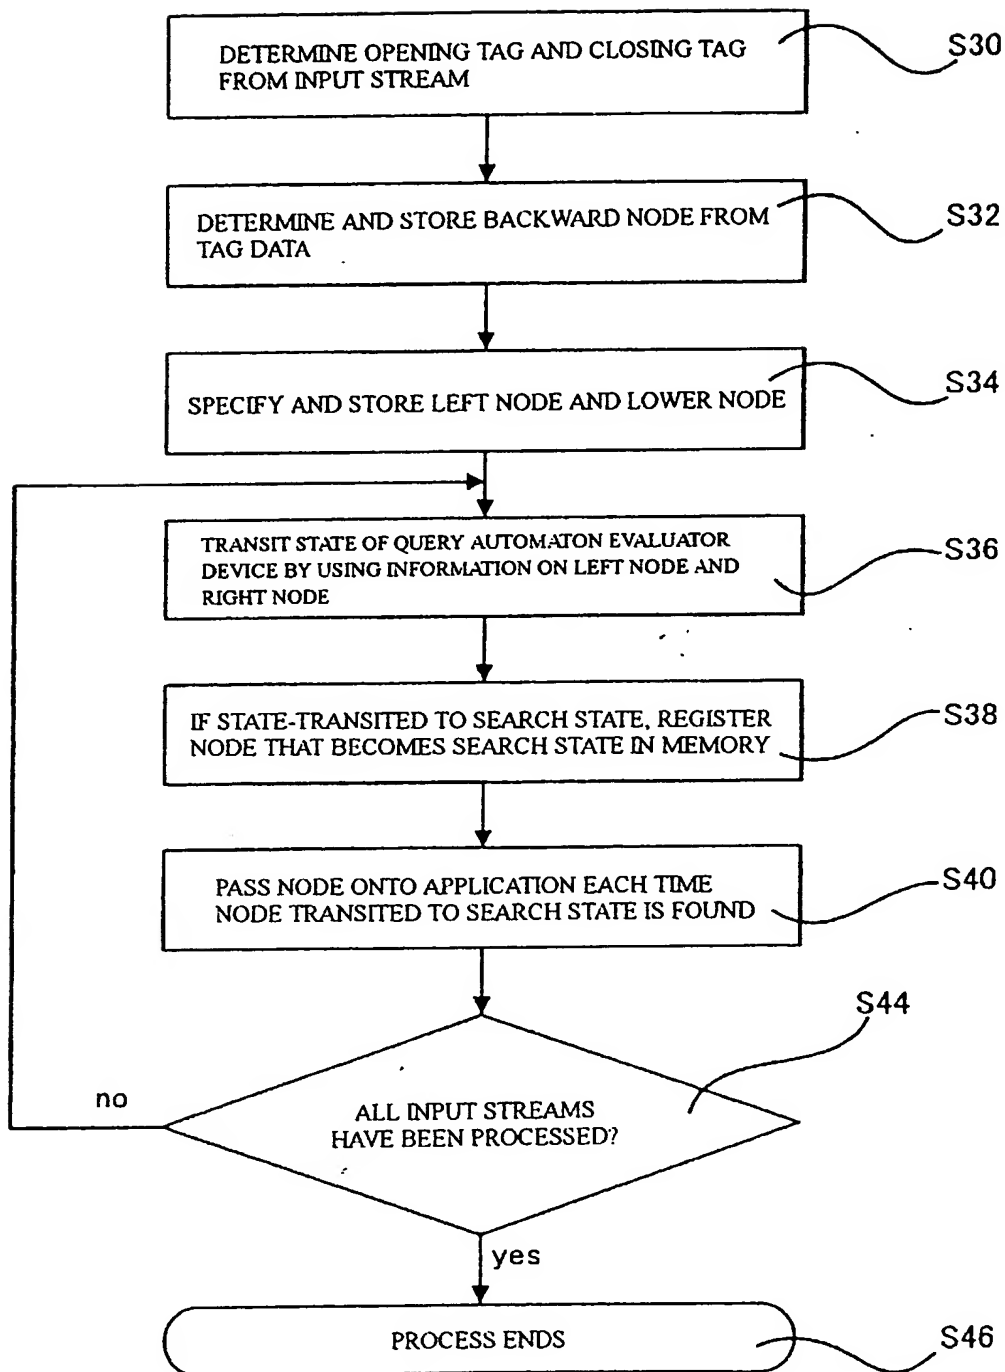 DETERMINE OPENING TAG AND CLOSING TAG
FROM INPUT STREAM
S30
DETERMINE AND STORE BACKWARD NODE FROM
TAG DATA
S32
SPECIFY AND STORE LEFT NODE AND LOWER NODE
S34
TRANSIT STATE OF QUERY AUTOMATON EVALUATOR
DEVICE BY USING INFORMATION ON LEFT NODE AND
RIGHT NODE
S36
IF STATE-TRANSITED TO SEARCH STATE, REGISTER
NODE THAT BECOMES SEARCH STATE IN MEMORY
S38
PASS NODE ONTO APPLICATION EACH TIME
NODE TRANSITED TO SEARCH STATE IS FOUND
S40
S44
no
ALL INPUT STREAMS
HAVE BEEN PROCESSED?
yes
PROCESS ENDS
S46